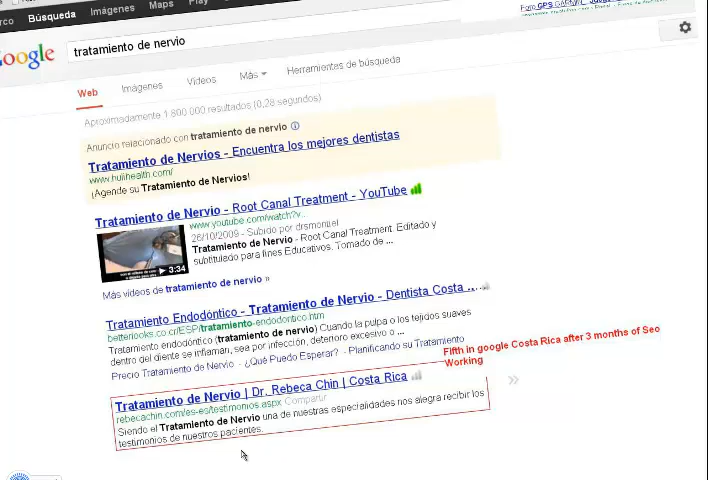 Búsqueda Imágenes Maps Play
Foro GPS GARMIN
Google tratamiento de nervio
Web Imágenes Vídeos Más Herramientas de búsqueda
Aproximadamente 1.800.000 resultados (0,28 segundos)
Anuncio relacionado con tratamiento de nervio
Tratamiento de Nervios - Encuentra los mejores dentistas
www.hulihealth.com/
¡Agende su Tratamiento de Nervios!
Tratamiento de Nervio - Root Canal Treatment - YouTube
www.youtube.com/watch?v...
26/10/2009 - Subido por drsmontiel
Tratamiento de Nervio - Root Canal Treatment. Editado y
subtitulado para fines Educativos. Tomado de ...
3:34
Más vídeos de tratamiento de nervio »
Tratamiento Endodóntico - Tratamiento de Nervio - Dentista Costa ...
betterlooks.co.cr/ESP/tratamiento-endodontico.htm
Tratamiento endodóntico (tratamiento de nervio) Cuando la pulpa o los tejidos suaves
dentro del diente se inflaman, sea por infección, deterioro excesivo o ...
Precio Tratamiento de Nervio - ¿Qué Puedo Esperar? - Planificando su Tratamiento
Fifth in google Costa Rica after 3 months of Seo
Working
Tratamiento de Nervio | Dr. Rebeca Chin | Costa Rica
rebecachin.com/es-es/testimonios.aspx Compartir
Siendo el Tratamiento de Nervio una de nuestras especialidades nos alegra recibir los
testimonios de nuestros pacientes.